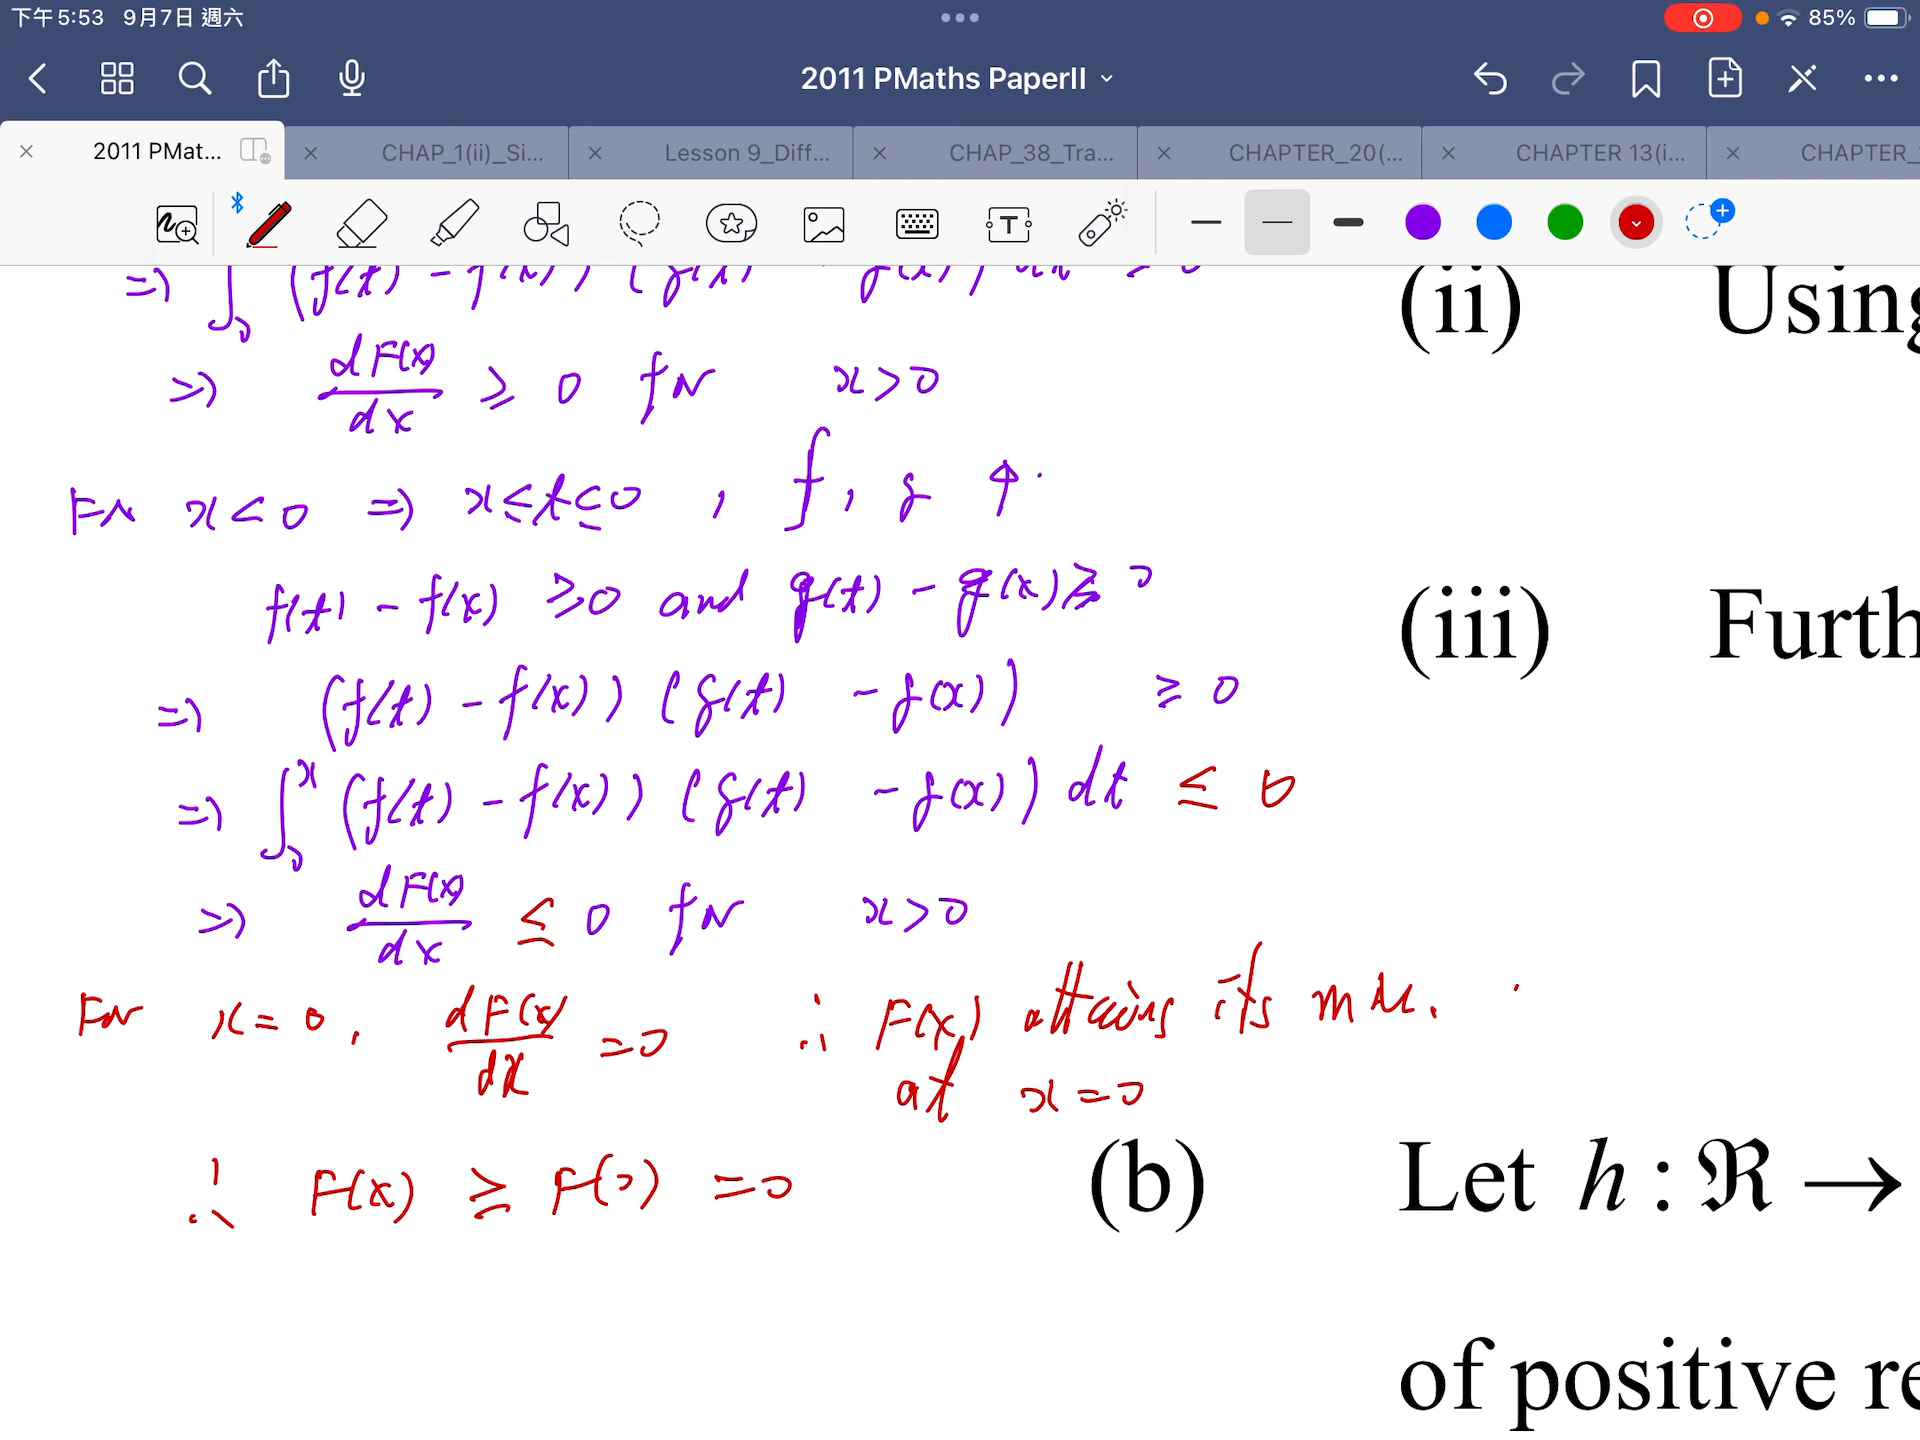 下午5:53 9月7日 週六
85%
2011 PMaths PaperII
2011 PMat...
CHAP_1(ii)_Si...
Lesson 9_Diff...
CHAP_38_Tra...
CHAPTER_20(...
CHAPTER 13(i...
CHAPTER_
=> ∫₀ (f(t) - f(x)) (g(t) - g(x))
=> dF(x)/dx ≥ 0 for x>0
For x<0 => x≤t≤0, f, g ↑.
f(t) - f(x) ≥0 and g(t) - g(x) ≥ 0
=> (f(t) - f(x)) (g(t) - g(x)) ≥ 0
=> ∫₀ˣ (f(t) - f(x)) (g(t) - g(x)) dt ≤ 0
=> dF(x)/dx ≤ 0 for x>0
For x=0, dF(x)/dx =0 ∴ F(x) attains its
at x=0
∴ F(x) ≥ F(0) =0
(ii) Using
(iii) Furth
(b) Let h : ℜ →
of positive re